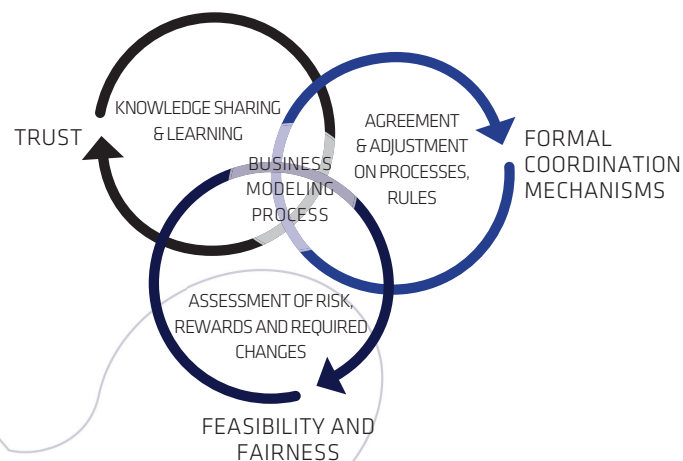 TRUST
KNOWLEDGE SHARING
& LEARNING
BUSINESS
MODELING
PROCESS
AGREEMENT
& ADJUSTMENT
ON PROCESSES,
RULES
FORMAL
COORDINATION
MECHANISMS
ASSESSMENT OF RISK,
REWARDS AND REQUIRED
CHANGES
FEASIBILITY AND
FAIRNESS